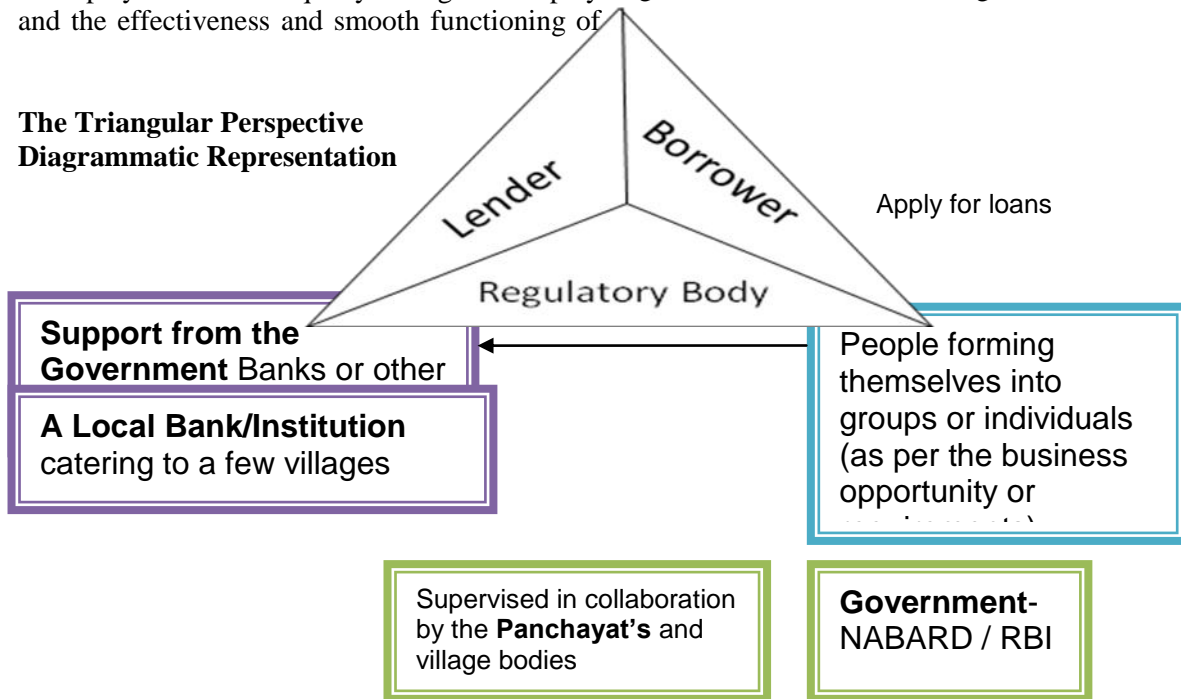 and the effectiveness and smooth functioning of
The Triangular Perspective
Diagrammatic Representation
Lender
Borrower
Regulatory Body
Apply for loans
Support from the
Government Banks or other
A Local Bank/Institution
catering to a few villages
People forming
themselves into
groups or individuals
(as per the business
opportunity or
Supervised in collaboration
by the Panchayat's and
village bodies
Government-
NABARD / RBI